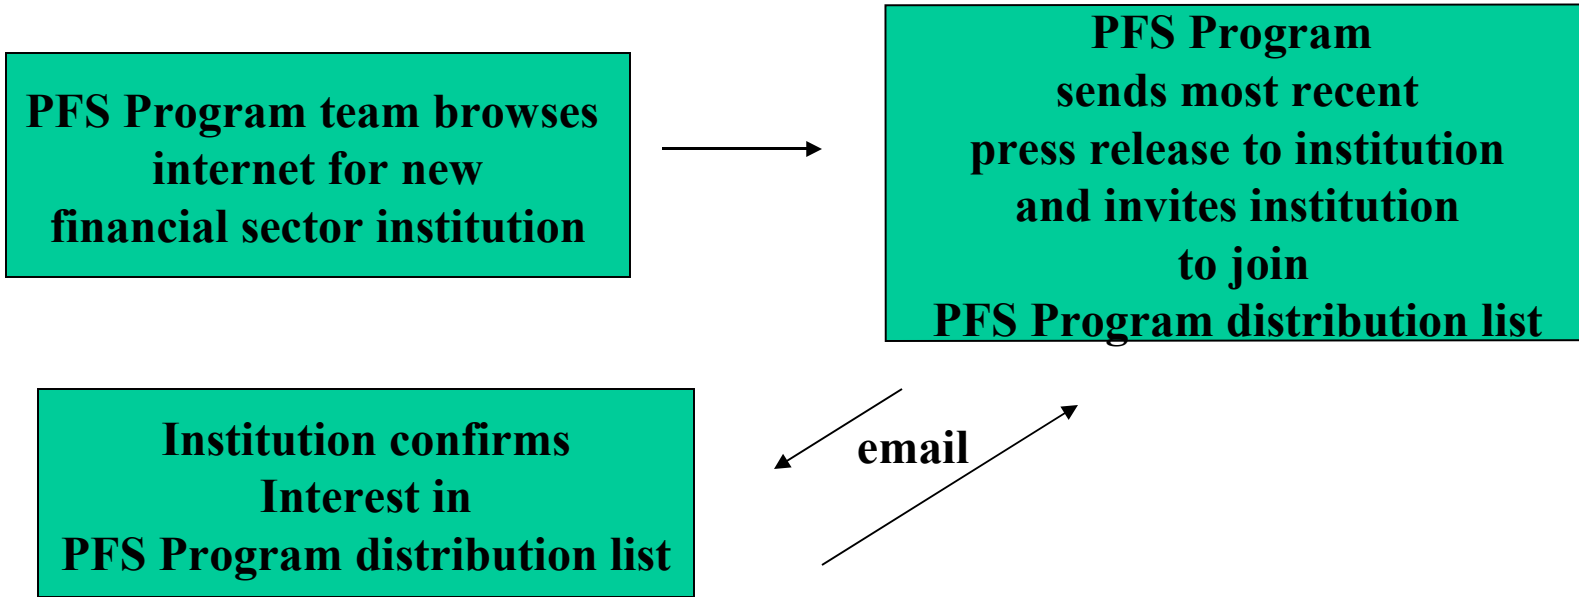 PFS Program team browses
internet for new
financial sector institution
PFS Program
sends most recent
press release to institution
and invites institution
to join
PFS Program distribution list
email
Institution confirms
Interest in
PFS Program distribution list